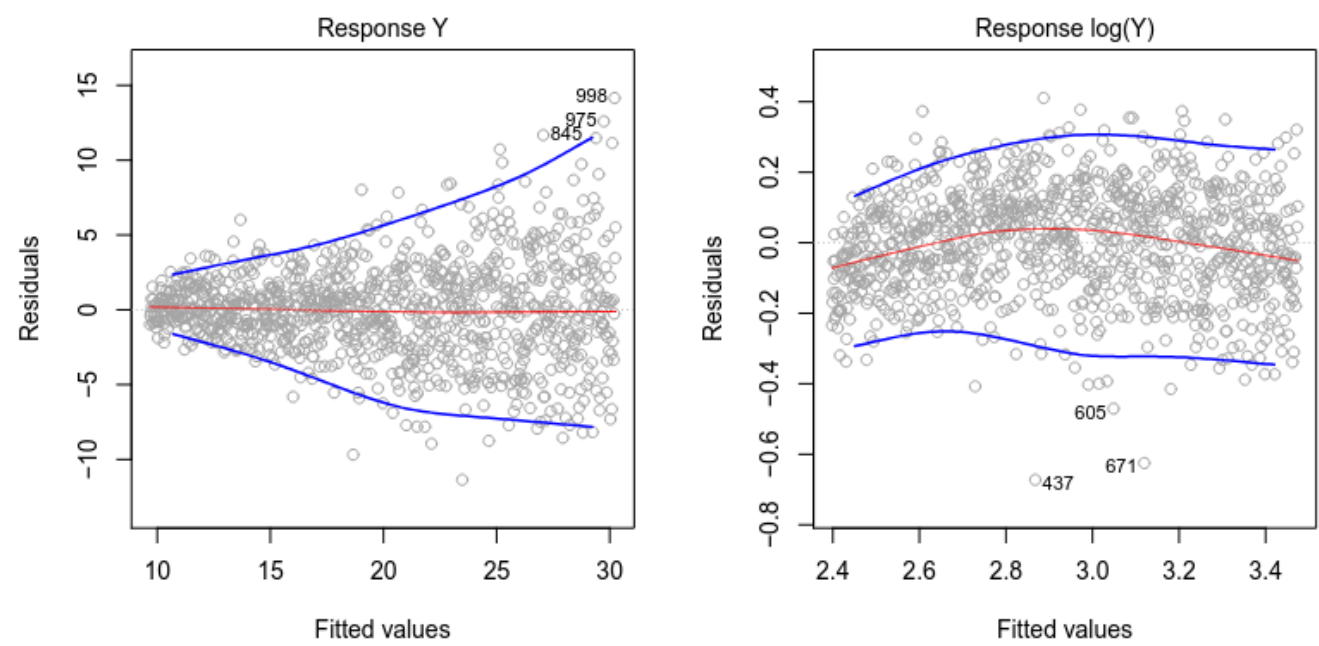 Response Y
Residuals
15
10
5
0
−5
−10
998
975
845
10 15 20 25 30
Fitted values
Response log(Y)
Residuals
0.4
0.2
0.0
−0.2
−0.4
−0.6
−0.8
605
671
437
2.4 2.6 2.8 3.0 3.2 3.4
Fitted values